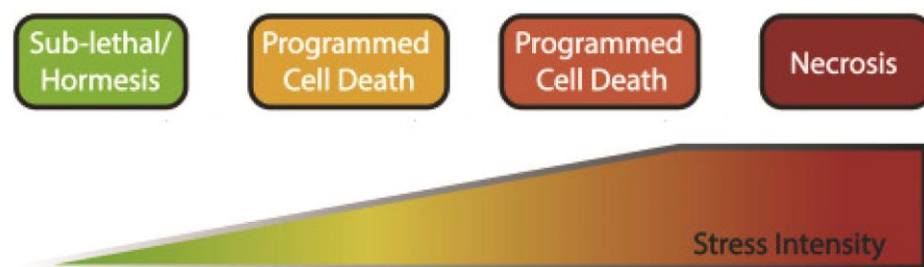 Sub-lethal/
Hormesis
Programmed
Cell Death
Programmed
Cell Death
Necrosis
Stress Intensity